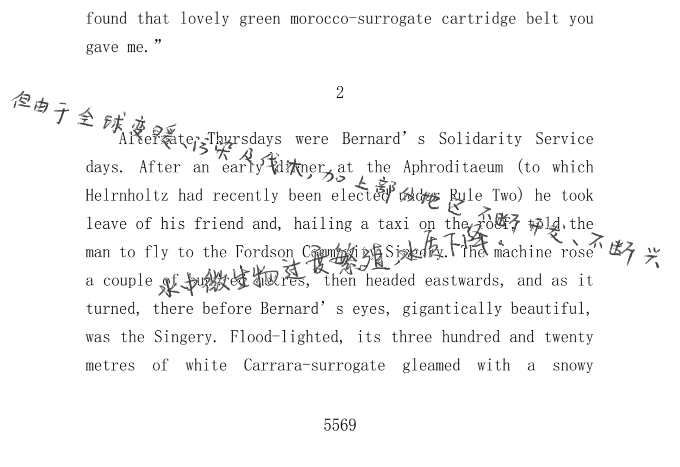 found that lovely green morocco-surrogate cartridge belt you
gave me.”
2
Alternate Thursdays were Bernard’s Solidarity Service
days. After an early dinner at the Aphroditaeum (to which
Helrnholtz had recently been elected under Rule Two) he took
leave of his friend and, hailing a taxi on the roof, told the
man to fly to the Fordson Community Singery. The machine rose
a couple of hundred metres, then headed eastwards, and as it
turned, there before Bernard’s eyes, gigantically beautiful,
was the Singery. Flood-lighted, its three hundred and twenty
metres of white Carrara-surrogate gleamed with a snowy
但由于全球变暖、污染及伐木，加上部份地区不断开发、不断兴
水中微生物过度繁殖水质下降。
5569